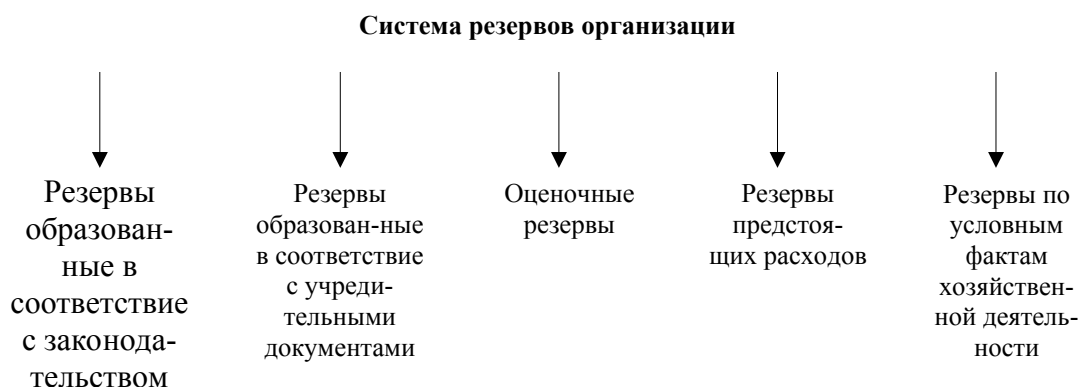 Система резервов организации
Резервы
образован-
ные в
соответствие
с законода-
тельством
Резервы
образован-ные
в соответствие
с учреди-
тельными
документами
Оценочные
резервы
Резервы
предстоя-
щих расходов
Резервы по
условным
фактам
хозяйствен-
ной деятель-
ности